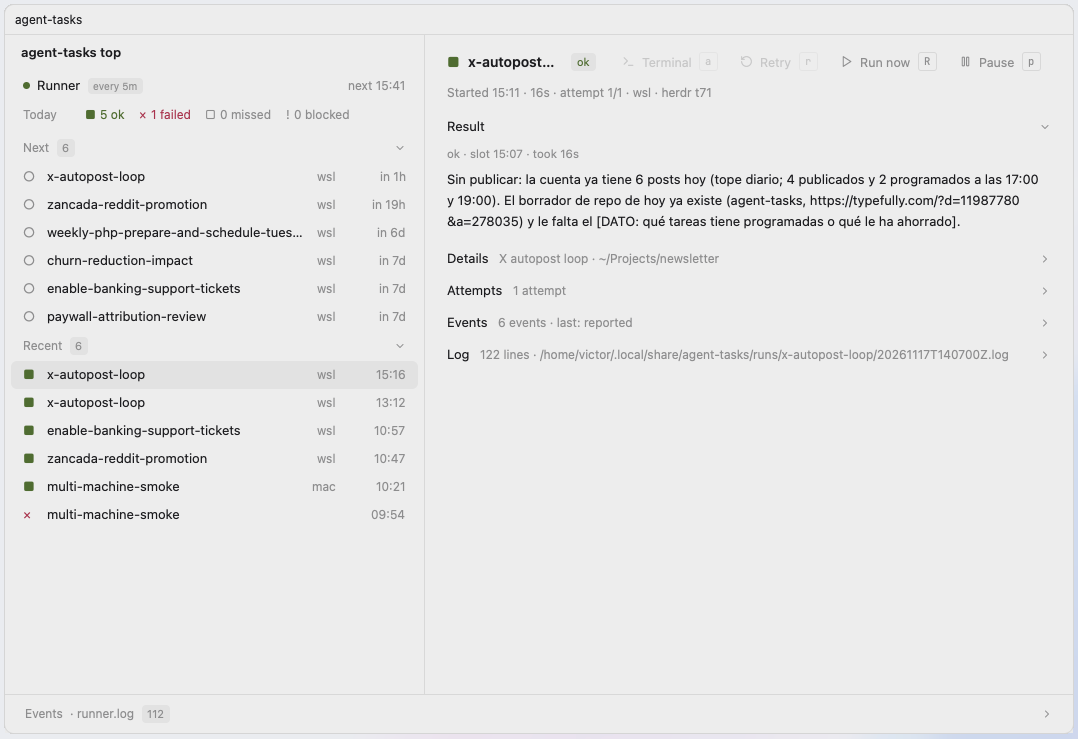 agent-tasks
agent-tasks top
Runner every 5m next 15:41
Today 5 ok × 1 failed 0 missed ! 0 blocked
Next 6
x-autopost-loop wsl in 1h
zancada-reddit-promotion wsl in 19h
weekly-php-prepare-and-schedule-tues... wsl in 6d
churn-reduction-impact wsl in 7d
enable-banking-support-tickets wsl in 7d
paywall-attribution-review wsl in 7d
Recent 6
x-autopost-loop wsl 15:16
x-autopost-loop wsl 13:12
enable-banking-support-tickets wsl 10:57
zancada-reddit-promotion wsl 10:47
multi-machine-smoke mac 10:21
× multi-machine-smoke 09:54
x-autopost... ok Terminal a Retry r Run now R Pause p
Started 15:11 · 16s · attempt 1/1 · wsl · herdr t71
Result
ok · slot 15:07 · took 16s
Sin publicar: la cuenta ya tiene 6 posts hoy (tope diario; 4 publicados y 2 programados a las 17:00
y 19:00). El borrador de repo de hoy ya existe (agent-tasks, https://typefully.com/?d=11987780
&a=278035) y le falta el [DATO: qué tareas tiene programadas o qué le ha ahorrado].
Details X autopost loop · ~/Projects/newsletter
Attempts 1 attempt
Events 6 events · last: reported
Log 122 lines · /home/victor/.local/share/agent-tasks/runs/x-autopost-loop/20261117T140700Z.log
Events · runner.log 112